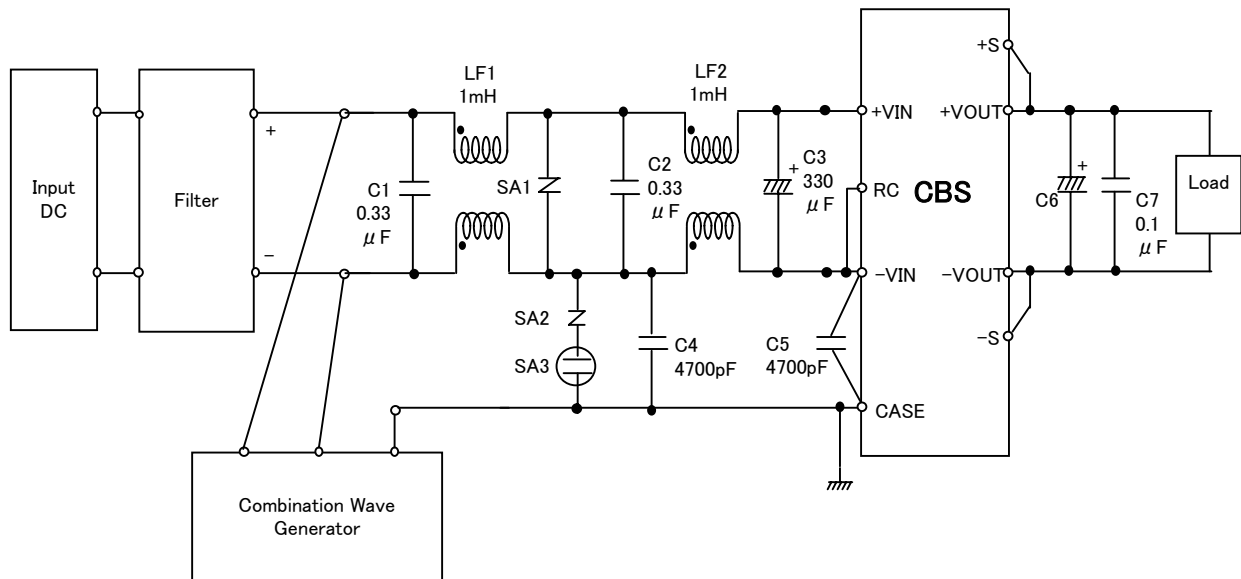 Input
DC
Filter
+
−
LF1
1mH
LF2
1mH
C1
0.33
μF
SA1
C2
0.33
μF
+
C3
330
μF
SA2
SA3
C4
4700pF
C5
4700pF
+VIN
RC
−VIN
CASE
CBS
+S
+VOUT
−VOUT
−S
+
C6
C7
0.1
μF
Load
Combination Wave
Generator